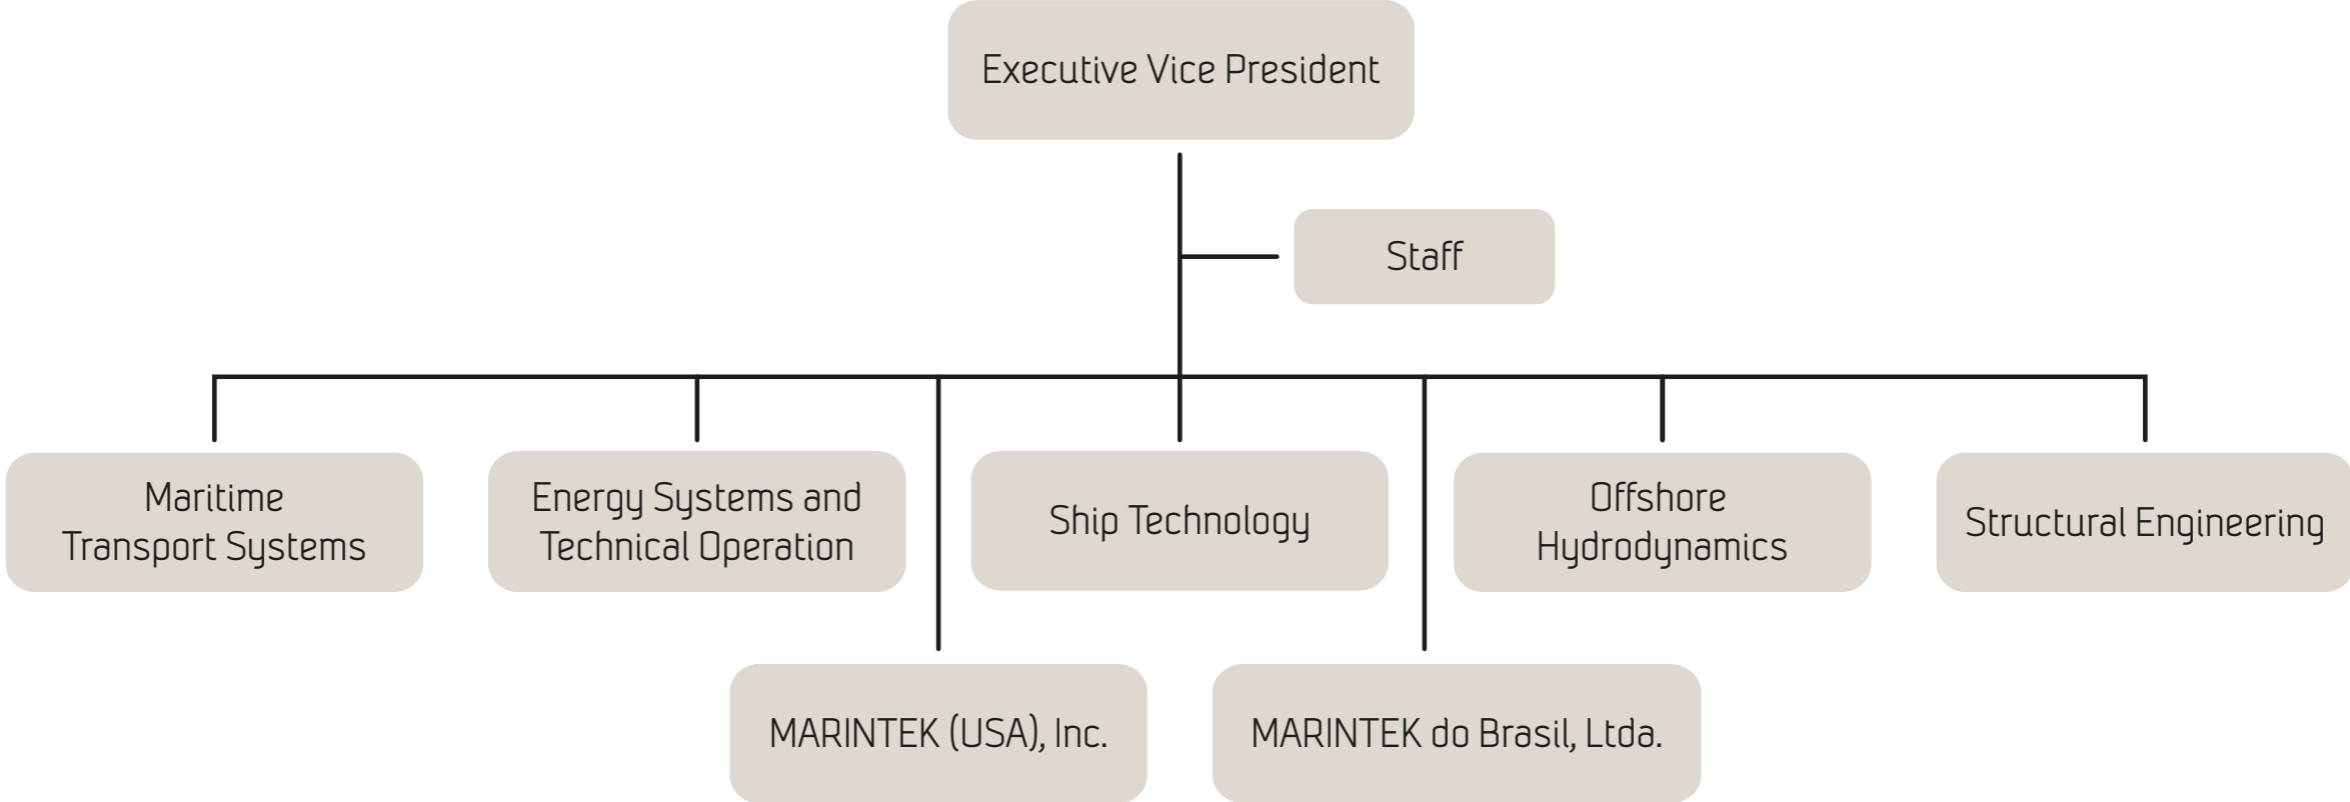 Executive Vice President
Staff
Maritime
Transport Systems
Energy Systems and
Technical Operation
Ship Technology
Offshore
Hydrodynamics
Structural Engineering
MARINTEK (USA), Inc.
MARINTEK do Brasil, Ltda.